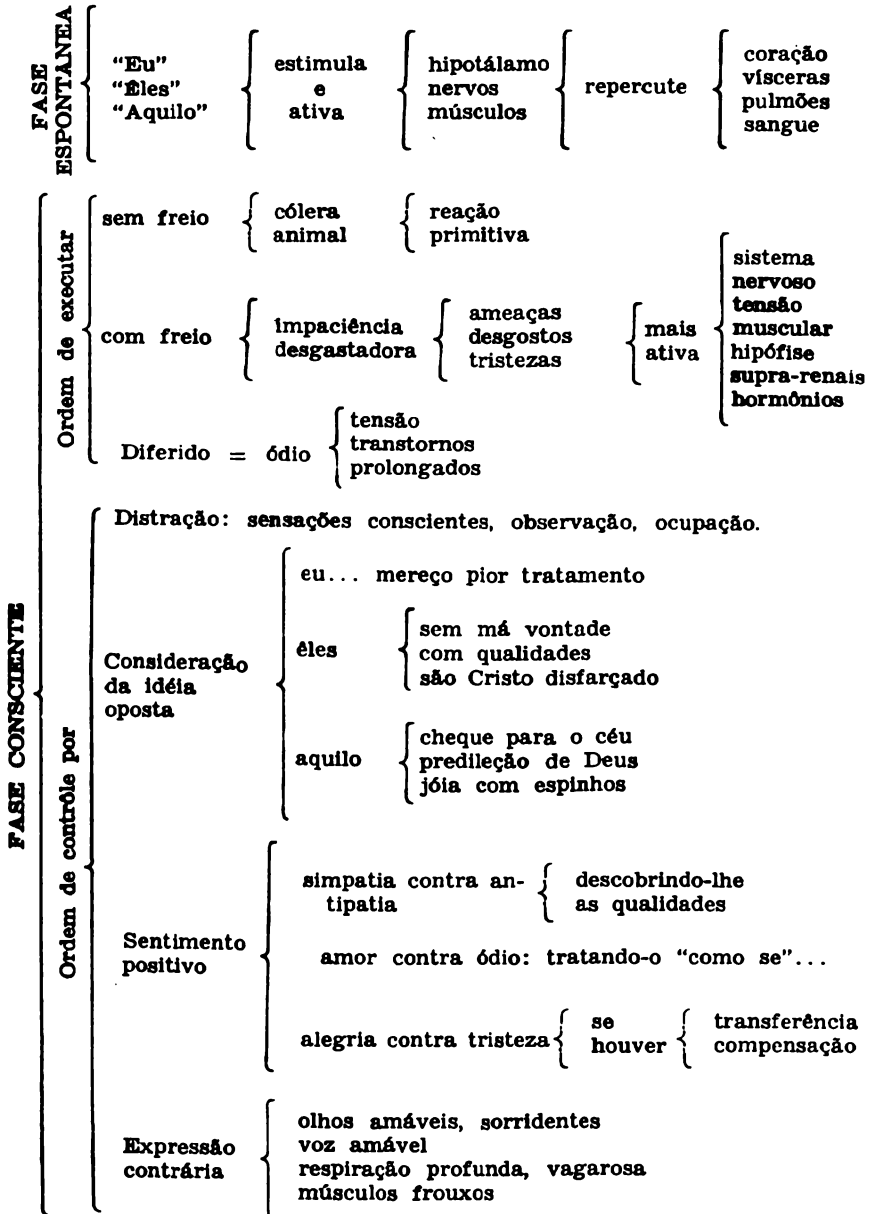 FASE
ESPONTÂNEA
“Eu”
“Êles”
“Aquilo”
estimula
e
ativa
hipotálamo
nervos
músculos
repercute
coração
vísceras
pulmões
sangue
FASE CONSCIENTE
Ordem de executar
sem freio
cólera
animal
reação
primitiva
com freio
impaciência
desgastadora
ameaças
desgostos
tristezas
mais
ativa
sistema
nervoso
tensão
muscular
hipófise
supra-renais
hormônios
Diferido = ódio
tensão
transtornos
prolongados
Ordem de contrôle por
Distração: sensações conscientes, observação, ocupação.
Consideração
da idéia
oposta
eu... mereço pior tratamento
êles
sem má vontade
com qualidades
são Cristo disfarçado
aquilo
cheque para o céu
predileção de Deus
jóia com espinhos
Sentimento
positivo
simpatia contra an-
tipatia
descobrindo-lhe
as qualidades
amor contra ódio: tratando-o “como se”...
alegria contra tristeza
se
houver
transferência
compensação
Expressão
contrária
olhos amáveis, sorridentes
voz amável
respiração profunda, vagarosa
músculos frouxos